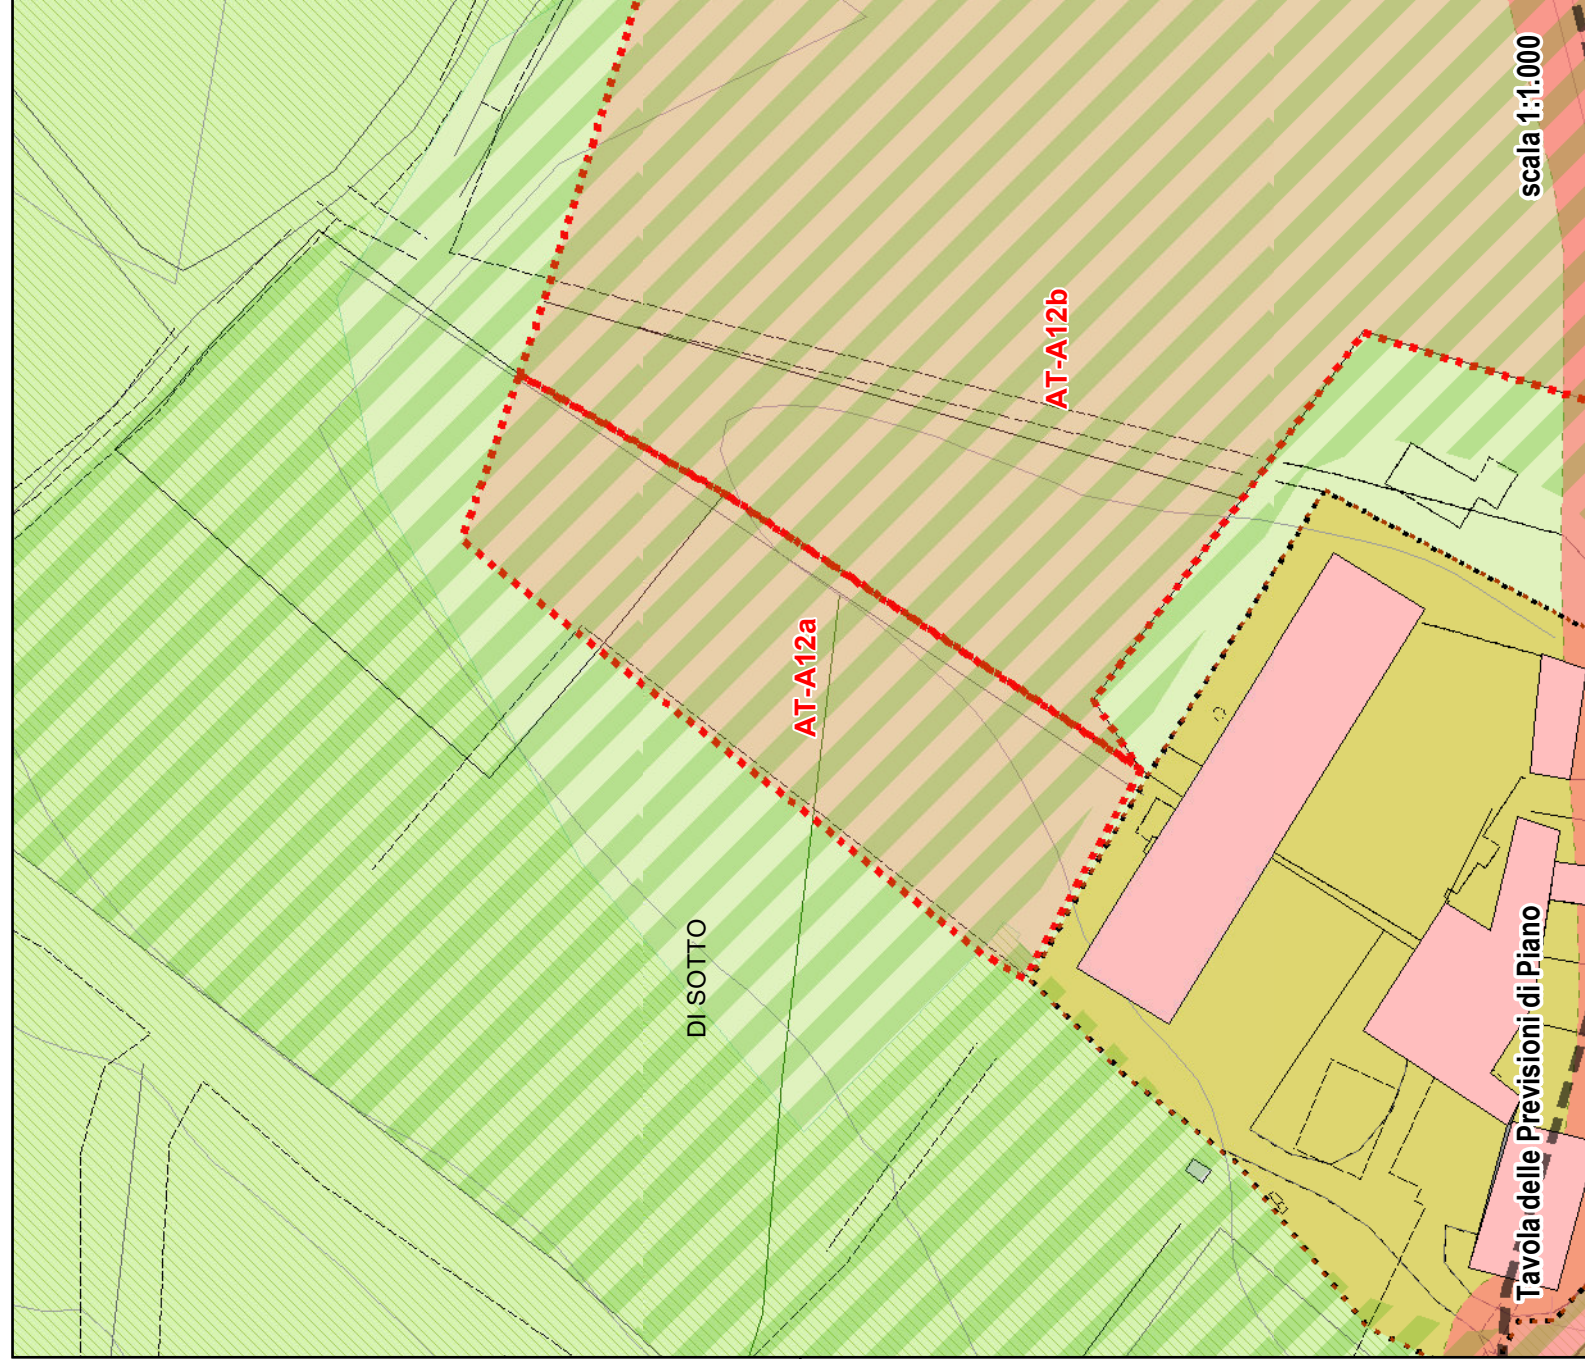 DI SOTTO
AT-A12a
AT-A12b
Tavola delle Previsioni di Piano
scala 1:1.000